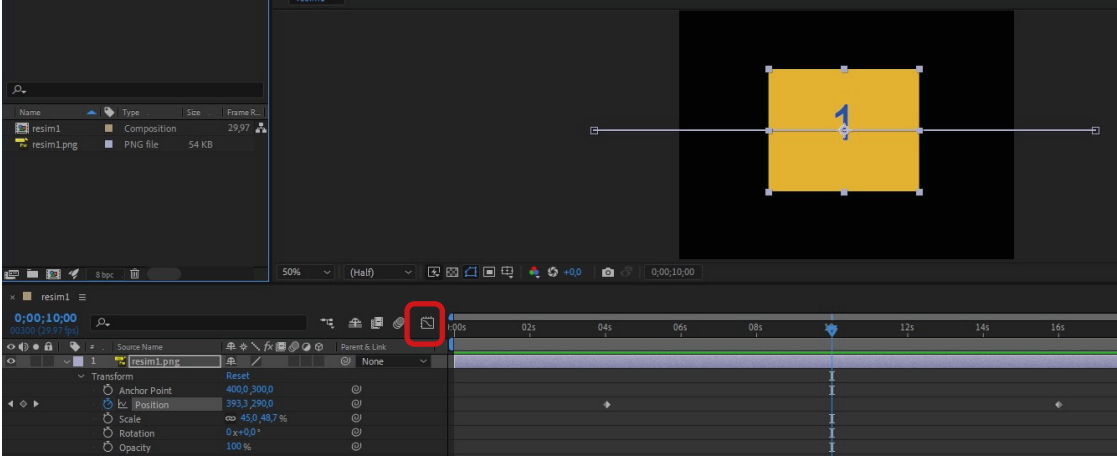 resim1
1
Name Type Size Frame R...
resim1 Composition 29,97
resim1.png PNG file 54 KB
8 bpc
50% (Half) +0,0 0;00;10;00
resim1
0;00;10;00
00300 (29.97 fps)
:00s 02s 04s 06s 08s 12s 14s 16s
# Source Name fx Parent & Link
1 resim1.png None
Transform Reset
Anchor Point 400,0,300,0
Position 393,3,290,0
Scale 45,0,48,7 %
Rotation 0x+0,0°
Opacity 100 %